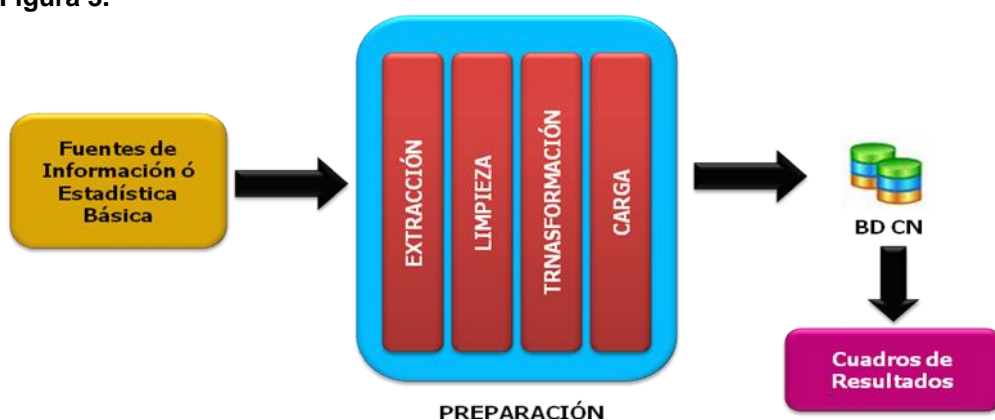 Figura 3.
Fuentes de
Información ó
Estadística
Básica
EXTRACCIÓN
LIMPIEZA
TRNASFORMACIÓN
CARGA
PREPARACIÓN
BD CN
Cuadros de
Resultados